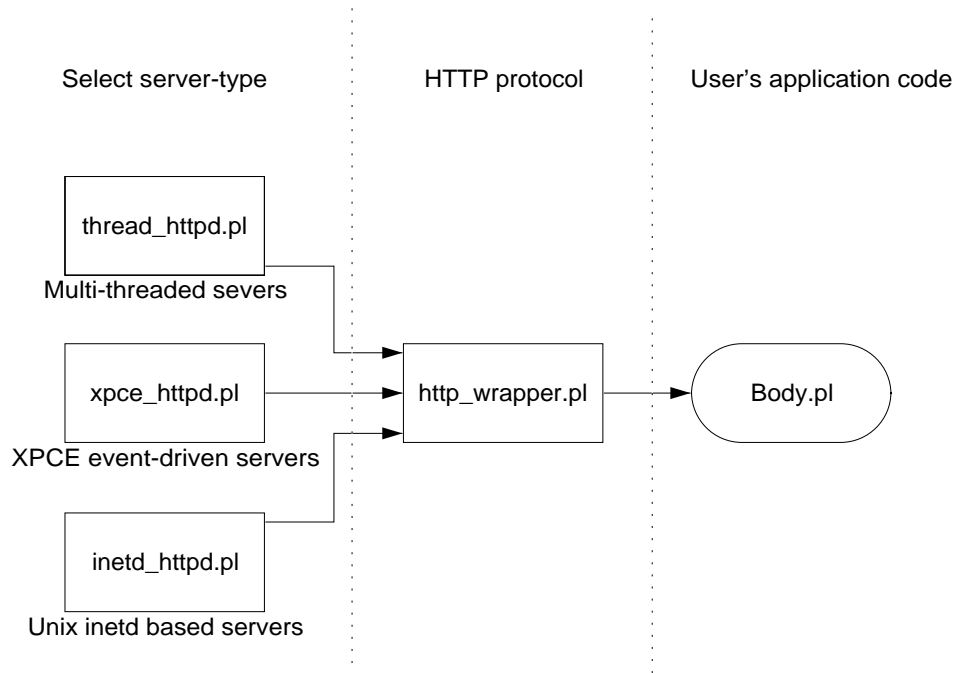 Select server-type
HTTP protocol
User’s application code
thread_httpd.pl
Multi-threaded severs
xpce_httpd.pl
XPCE event-driven servers
inetd_httpd.pl
Unix inetd based servers
http_wrapper.pl
Body.pl